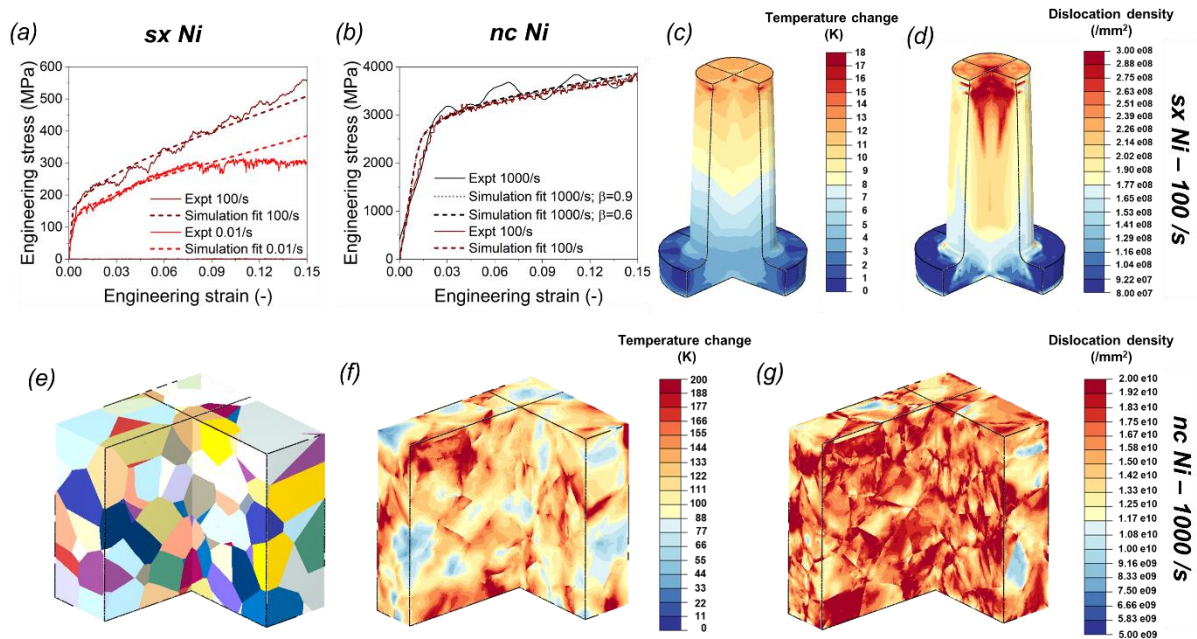 (a)
sx Ni
Engineering stress (MPa)
600
500
400
300
200
100
0
Expt 100/s
Simulation fit 100/s
Expt 0.01/s
Simulation fit 0.01/s
0.00 0.03 0.06 0.09 0.12 0.15
Engineering strain (-)
(b)
nc Ni
Engineering stress (MPa)
4000
3000
2000
1000
0
Expt 1000/s
Simulation fit 1000/s; β=0.9
Simulation fit 1000/s; β=0.6
Expt 100/s
Simulation fit 100/s
0.00 0.03 0.06 0.09 0.12 0.15
Engineering strain (-)
(c)
Temperature change
(K)
18
17
16
15
14
13
12
11
10
9
8
7
6
5
4
3
2
1
0
(d)
Dislocation density
(/mm²)
3.00 e08
2.88 e08
2.75 e08
2.63 e08
2.51 e08
2.39 e08
2.26 e08
2.14 e08
2.02 e08
1.90 e08
1.77 e08
1.65 e08
1.53 e08
1.41 e08
1.29 e08
1.16 e08
1.04 e08
9.22 e07
8.00 e07
sx Ni – 100 /s
(e)
(f)
Temperature change
(K)
200
188
177
166
155
144
133
122
111
100
88
77
66
55
44
33
22
11
0
(g)
Dislocation density
(/mm²)
2.00 e10
1.92 e10
1.83 e10
1.75 e10
1.67 e10
1.58 e10
1.50 e10
1.42 e10
1.33 e10
1.25 e10
1.17 e10
1.08 e10
1.00 e10
9.16 e09
8.33 e09
7.50 e09
6.66 e09
5.83 e09
5.00 e09
nc Ni – 1000 /s